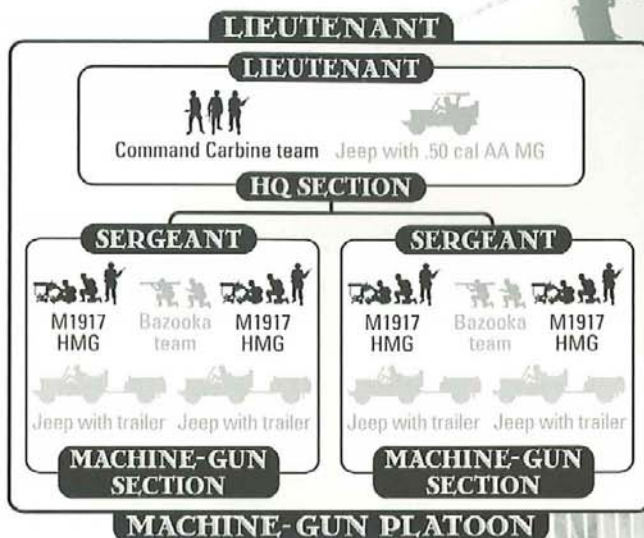 LIEUTENANT
LIEUTENANT
Command Carbine team Jeep with .50 cal AA MG
HQ SECTION
SERGEANT SERGEANT
M1917 Bazooka M1917 M1917 Bazooka M1917
HMG team HMG HMG team HMG
Jeep with trailer Jeep with trailer Jeep with trailer Jeep with trailer
MACHINE-GUN MACHINE-GUN
SECTION SECTION
MACHINE-GUN PLATOON